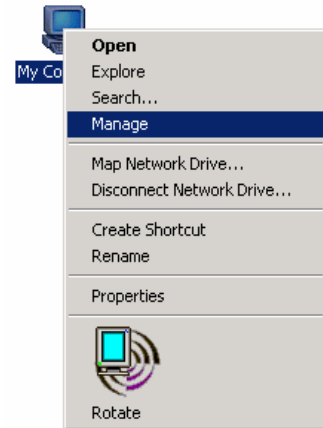 Open
My Co
Explore
Search...
Manage
Map Network Drive...
Disconnect Network Drive...
Create Shortcut
Rename
Properties
Rotate